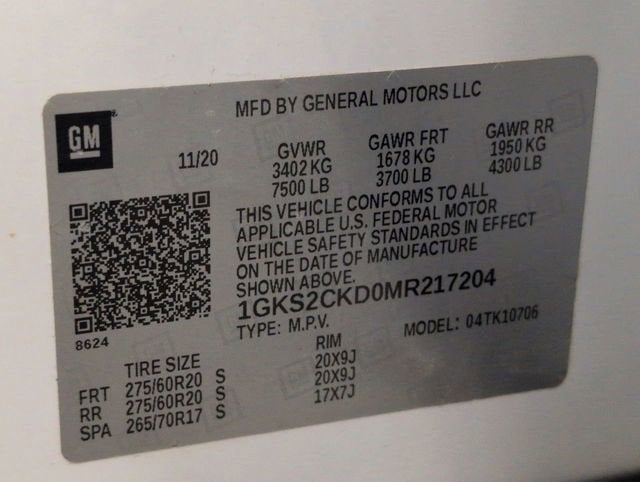 MFD BY GENERAL MOTORS LLC
GM
11/20
GVWR GAWR FRT GAWR RR
3402 KG 1678 KG 1950 KG
7500 LB 3700 LB 4300 LB
THIS VEHICLE CONFORMS TO ALL
APPLICABLE U.S. FEDERAL MOTOR
VEHICLE SAFETY STANDARDS IN EFFECT
ON THE DATE OF MANUFACTURE
SHOWN ABOVE.
1GKS2CKD0MR217204
TYPE: M.P.V. MODEL: 04TK10706
8624
TIRE SIZE RIM
FRT 275/60R20 S 20X9J
RR 275/60R20 S 20X9J
SPA 265/70R17 S 17X7J